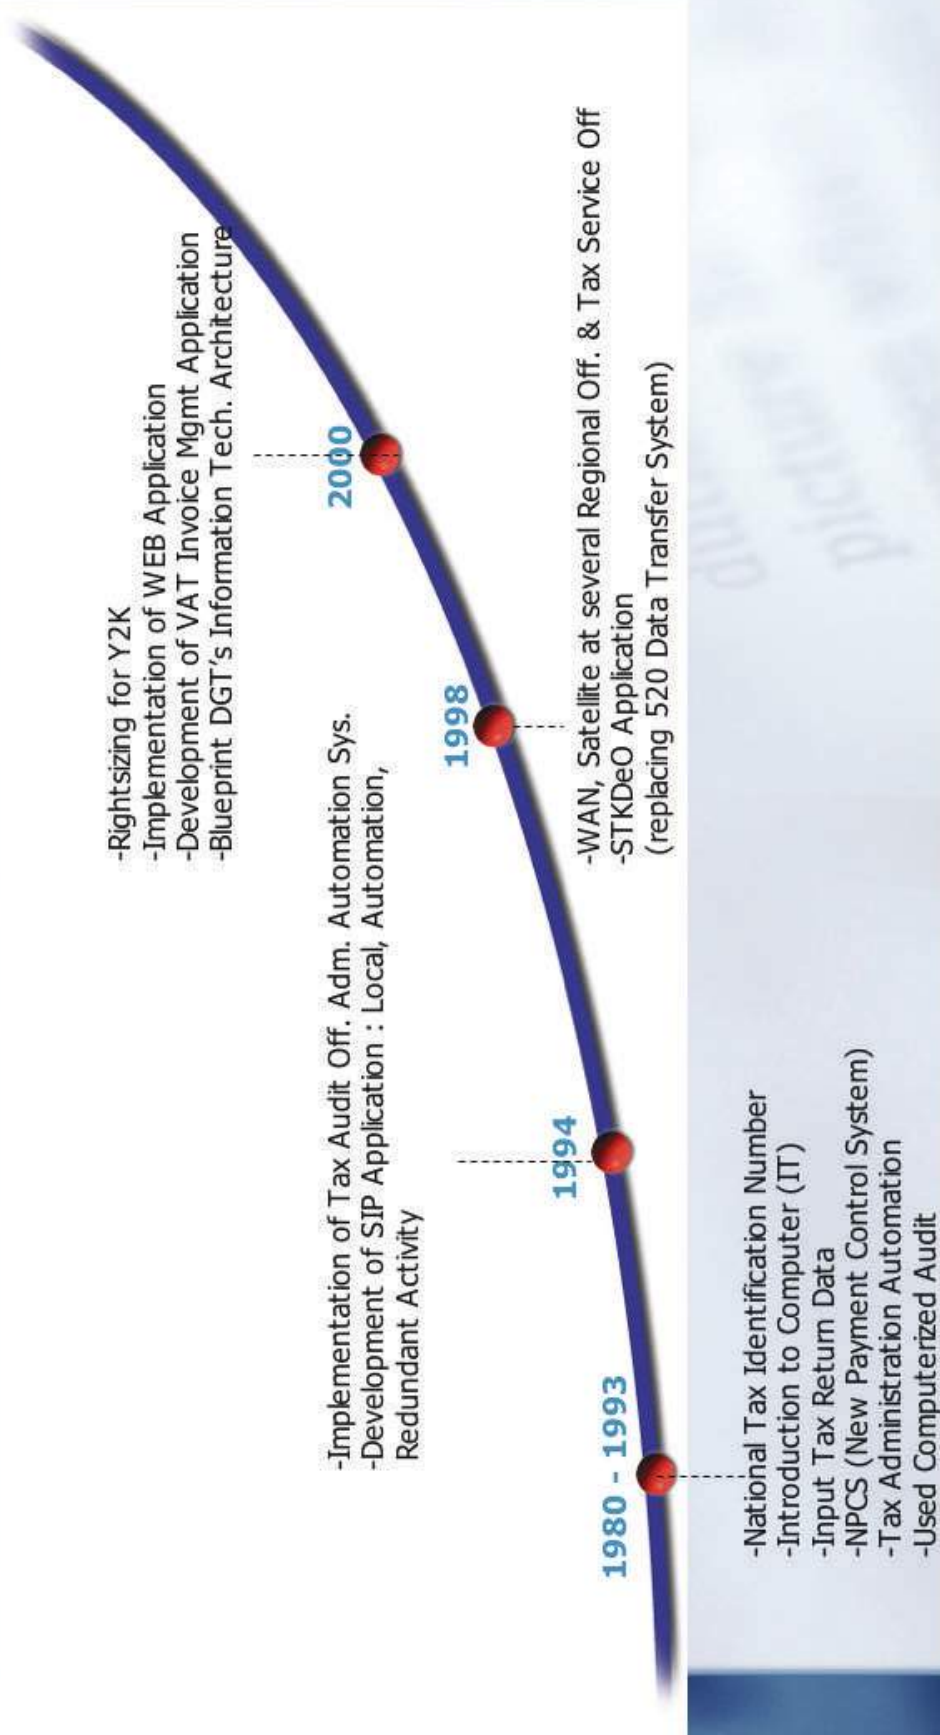 -Rightsizing for Y2K
-Implementation of WEB Application
-Development of VAT Invoice Mgmt Application
-Blueprint DGT's Information Tech. Architecture
2000
-Implementation of Tax Audit Off. Adm. Automation Sys.
-Development of SIP Application : Local, Automation,
Redundant Activity
1994
1998
-WAN, Satellite at several Regional Off. & Tax Service Off
-STKDeO Application
(replacing 520 Data Transfer System)
1980 - 1993
-National Tax Identification Number
-Introduction to Computer (IT)
-Input Tax Return Data
-NPCS (New Payment Control System)
-Tax Administration Automation
-Used Computerized Audit